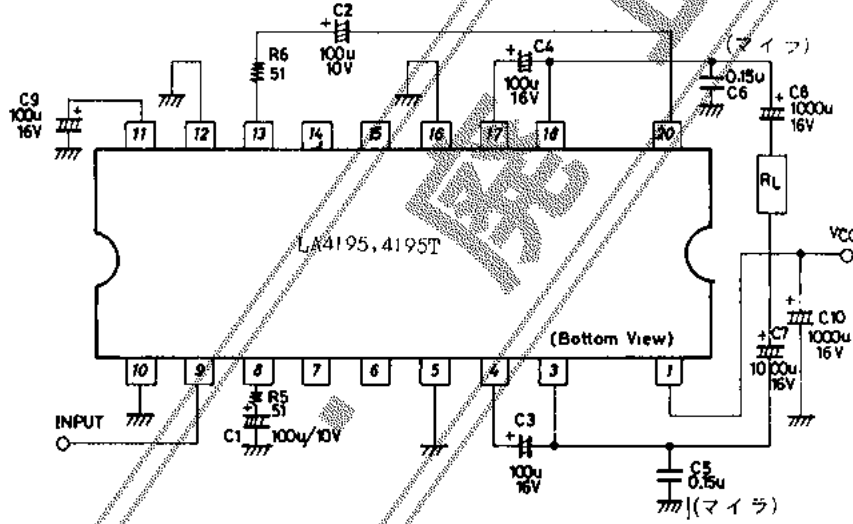 C2
100u
10V
R6
51
C4
100u
16V
(マイラ)
0.15u
C6
C8
1000u
16V
C9
100u
16V
11
12
13
14
15
16
17
18
20
RL
LA4195,4195T
VCC
(Bottom View)
C7
1000u
16V
C10
1000u
16V
10
9
8
7
6
5
4
3
1
INPUT
R5
51
C1
100u/10V
C3
100u
16V
C5
0.15u
(マイラ)